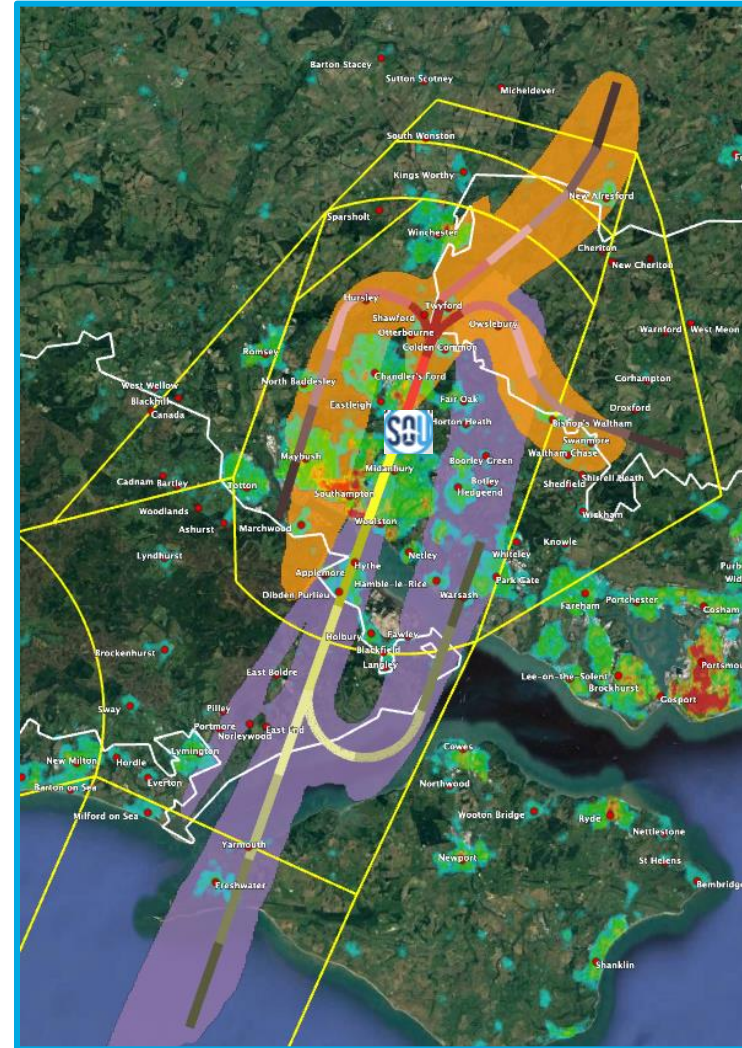 Barton Stacey
Sutton Scotney
Micheldever
South Wonston
Kings Worthy
New Alresford
Sparsholt
Winchester
Cheriton
New Cheriton
Hursley
Twyford
Shawford
Owslebury
Otterbourne
Warnford
West Meon
Colden Common
Romsey
Chandler's Ford
Corhampton
North Baddesley
West Wellow
Blackhill
Canada
Eastleigh
Fair Oak
Droxford
SOU
Horton Heath
Bishop's Waltham
Swanmore
Maybush
Midanbury
Boorley Green
Waltham Chase
Cadnam
Bartley
Totton
Botley
Hedgeend
Shedfield
Shirrell Heath
Southampton
Woodlands
Woolston
Wickham
Ashurst
Marchwood
Knowle
Lyndhurst
Netley
Whiteley
Hythe
Applemore
Hamble-le-Rice
Park Gate
Dibden Purlieu
Warsash
Fareham
Portchester
Cosham
Holbury
Fawley
Brockenhurst
Blackfield
Langley
East Boldre
Lee-on-the-Solent
Brockhurst
Gosport
Sway
Pilley
Portmore
Norleywood
East End
Lymington
New Milton
Hordle
Everton
Barton on Sea
Cowes
Northwood
Milford on Sea
Wooton Bridge
Ryde
Nettlestone
Yarmouth
Newport
St Helens
Freshwater
Bembridge
Shanklin